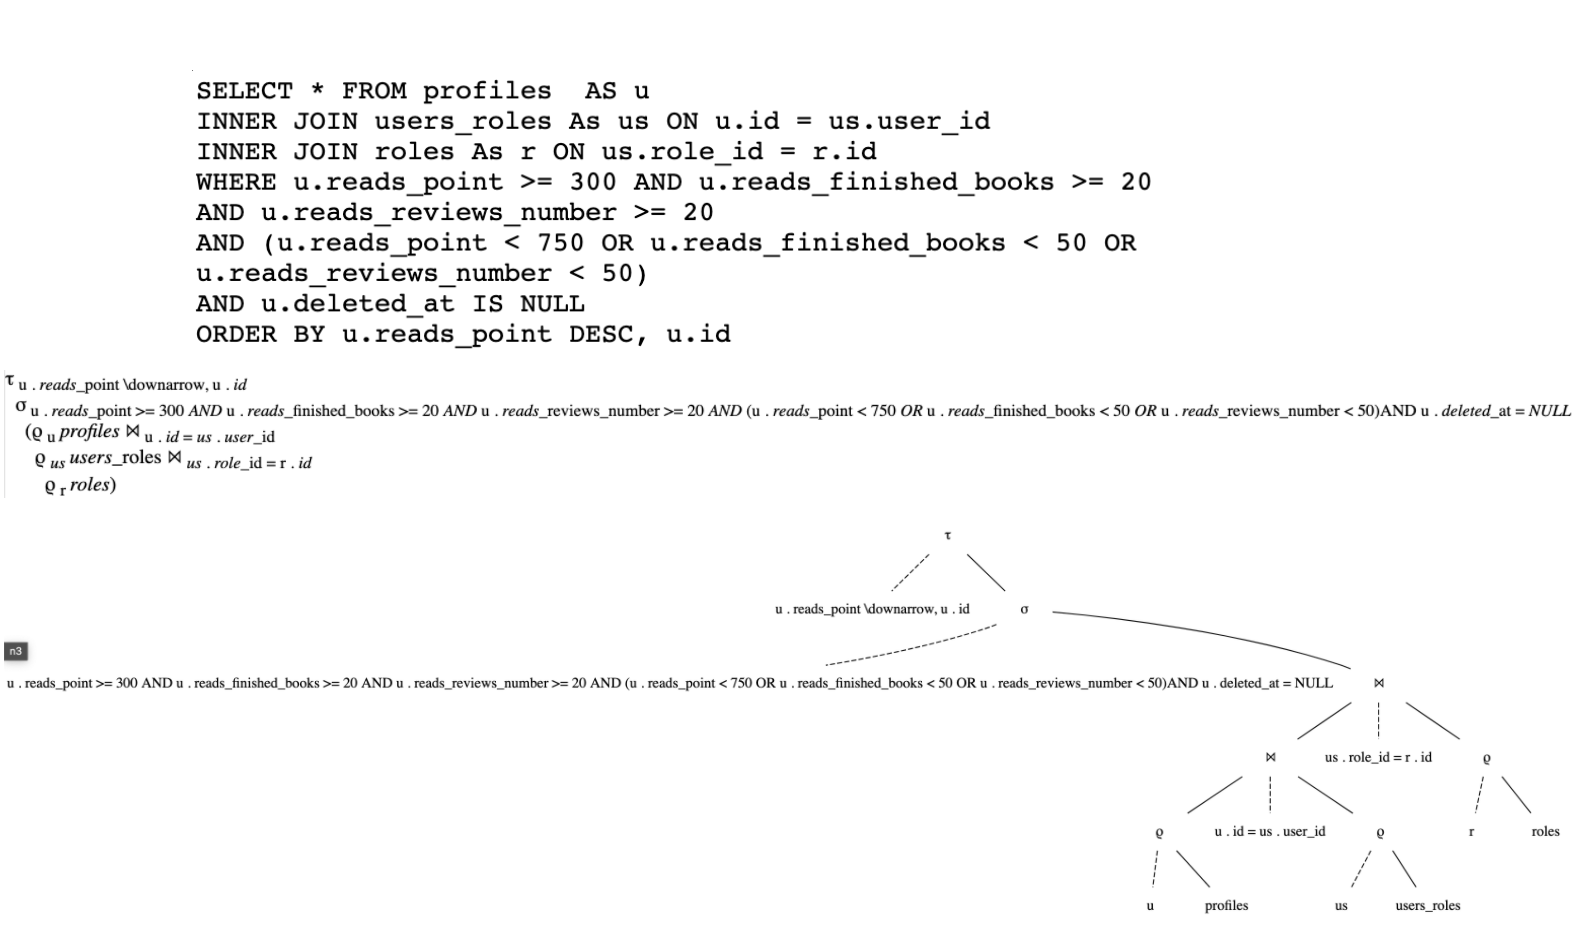 SELECT * FROM profiles  AS u
INNER JOIN users_roles As us ON u.id = us.user_id
INNER JOIN roles As r ON us.role_id = r.id
WHERE u.reads_point >= 300 AND u.reads_finished_books >= 20
AND u.reads_reviews_number >= 20
AND (u.reads_point < 750 OR u.reads_finished_books < 50 OR
u.reads_reviews_number < 50)
AND u.deleted_at IS NULL
ORDER BY u.reads_point DESC, u.id
τ u . reads_point \downarrow, u . id
σ u . reads_point >= 300 AND u . reads_finished_books >= 20 AND u . reads_reviews_number >= 20 AND (u . reads_point < 750 OR u . reads_finished_books < 50 OR u . reads_reviews_number < 50)AND u . deleted_at = NULL
(ϱ u profiles ⋈ u . id = us . user_id
ϱ us users_roles ⋈ us . role_id = r . id
ϱ r roles)
τ
u . reads_point \downarrow, u . id σ
n3
u . reads_point >= 300 AND u . reads_finished_books >= 20 AND u . reads_reviews_number >= 20 AND (u . reads_point < 750 OR u . reads_finished_books < 50 OR u . reads_reviews_number < 50)AND u . deleted_at = NULL ⋈
⋈ us . role_id = r . id ϱ
ϱ u . id = us . user_id ϱ r roles
u profiles us users_roles